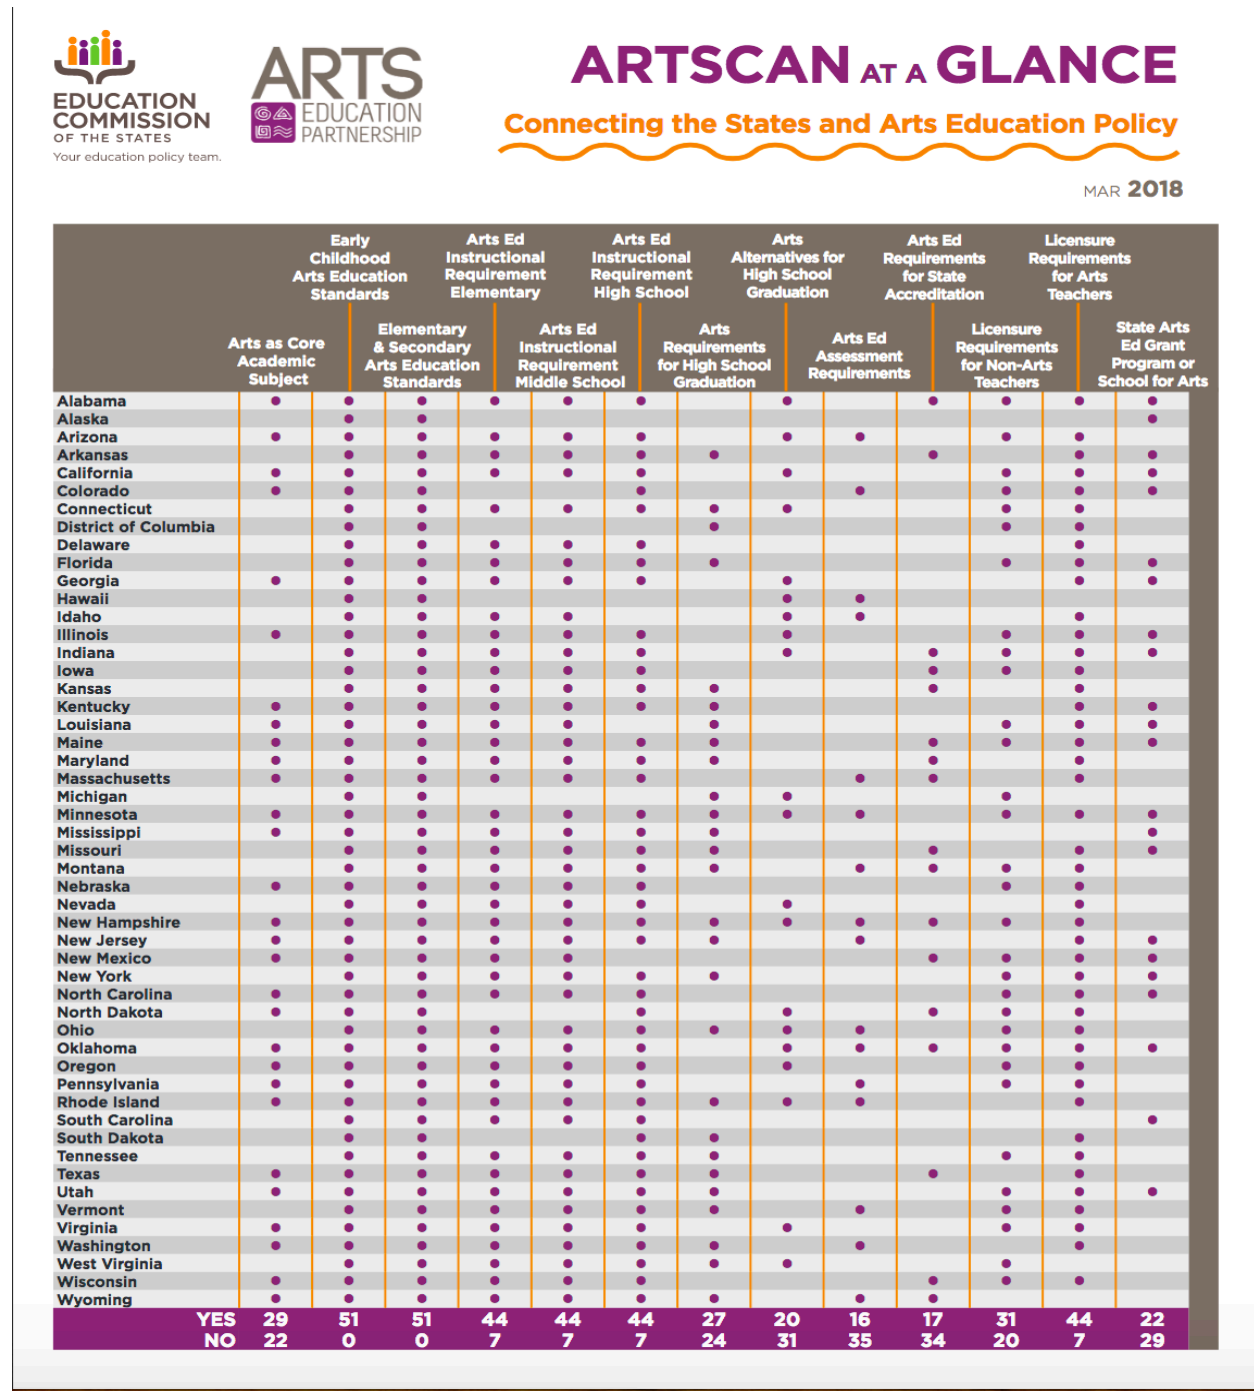 EDUCATION
COMMISSION
OF THE STATES
Your education policy team.
ARTS
EDUCATION
PARTNERSHIP
ARTSCAN AT A GLANCE
Connecting the States and Arts Education Policy
MAR 2018
Early
Childhood
Arts Education
Standards
Arts Ed
Instructional
Requirement
Elementary
Arts Ed
Instructional
Requirement
High School
Arts
Alternatives for
High School
Graduation
Arts Ed
Requirements
for State
Accreditation
Licensure
Requirements
for Arts
Teachers
Arts as Core
Academic
Subject
Elementary
& Secondary
Arts Education
Standards
Arts Ed
Instructional
Requirement
Middle School
Arts
Requirements
for High School
Graduation
Arts Ed
Assessment
Requirements
Licensure
Requirements
for Non-Arts
Teachers
State Arts
Ed Grant
Program or
School for Arts
Alabama
Alaska
Arizona
Arkansas
California
Colorado
Connecticut
District of Columbia
Delaware
Florida
Georgia
Hawaii
Idaho
Illinois
Indiana
Iowa
Kansas
Kentucky
Louisiana
Maine
Maryland
Massachusetts
Michigan
Minnesota
Mississippi
Missouri
Montana
Nebraska
Nevada
New Hampshire
New Jersey
New Mexico
New York
North Carolina
North Dakota
Ohio
Oklahoma
Oregon
Pennsylvania
Rhode Island
South Carolina
South Dakota
Tennessee
Texas
Utah
Vermont
Virginia
Washington
West Virginia
Wisconsin
Wyoming
YES 29 51 51 44 44 44 27 20 16 17 31 44 22
NO 22 0 0 7 7 7 24 31 35 34 20 7 29